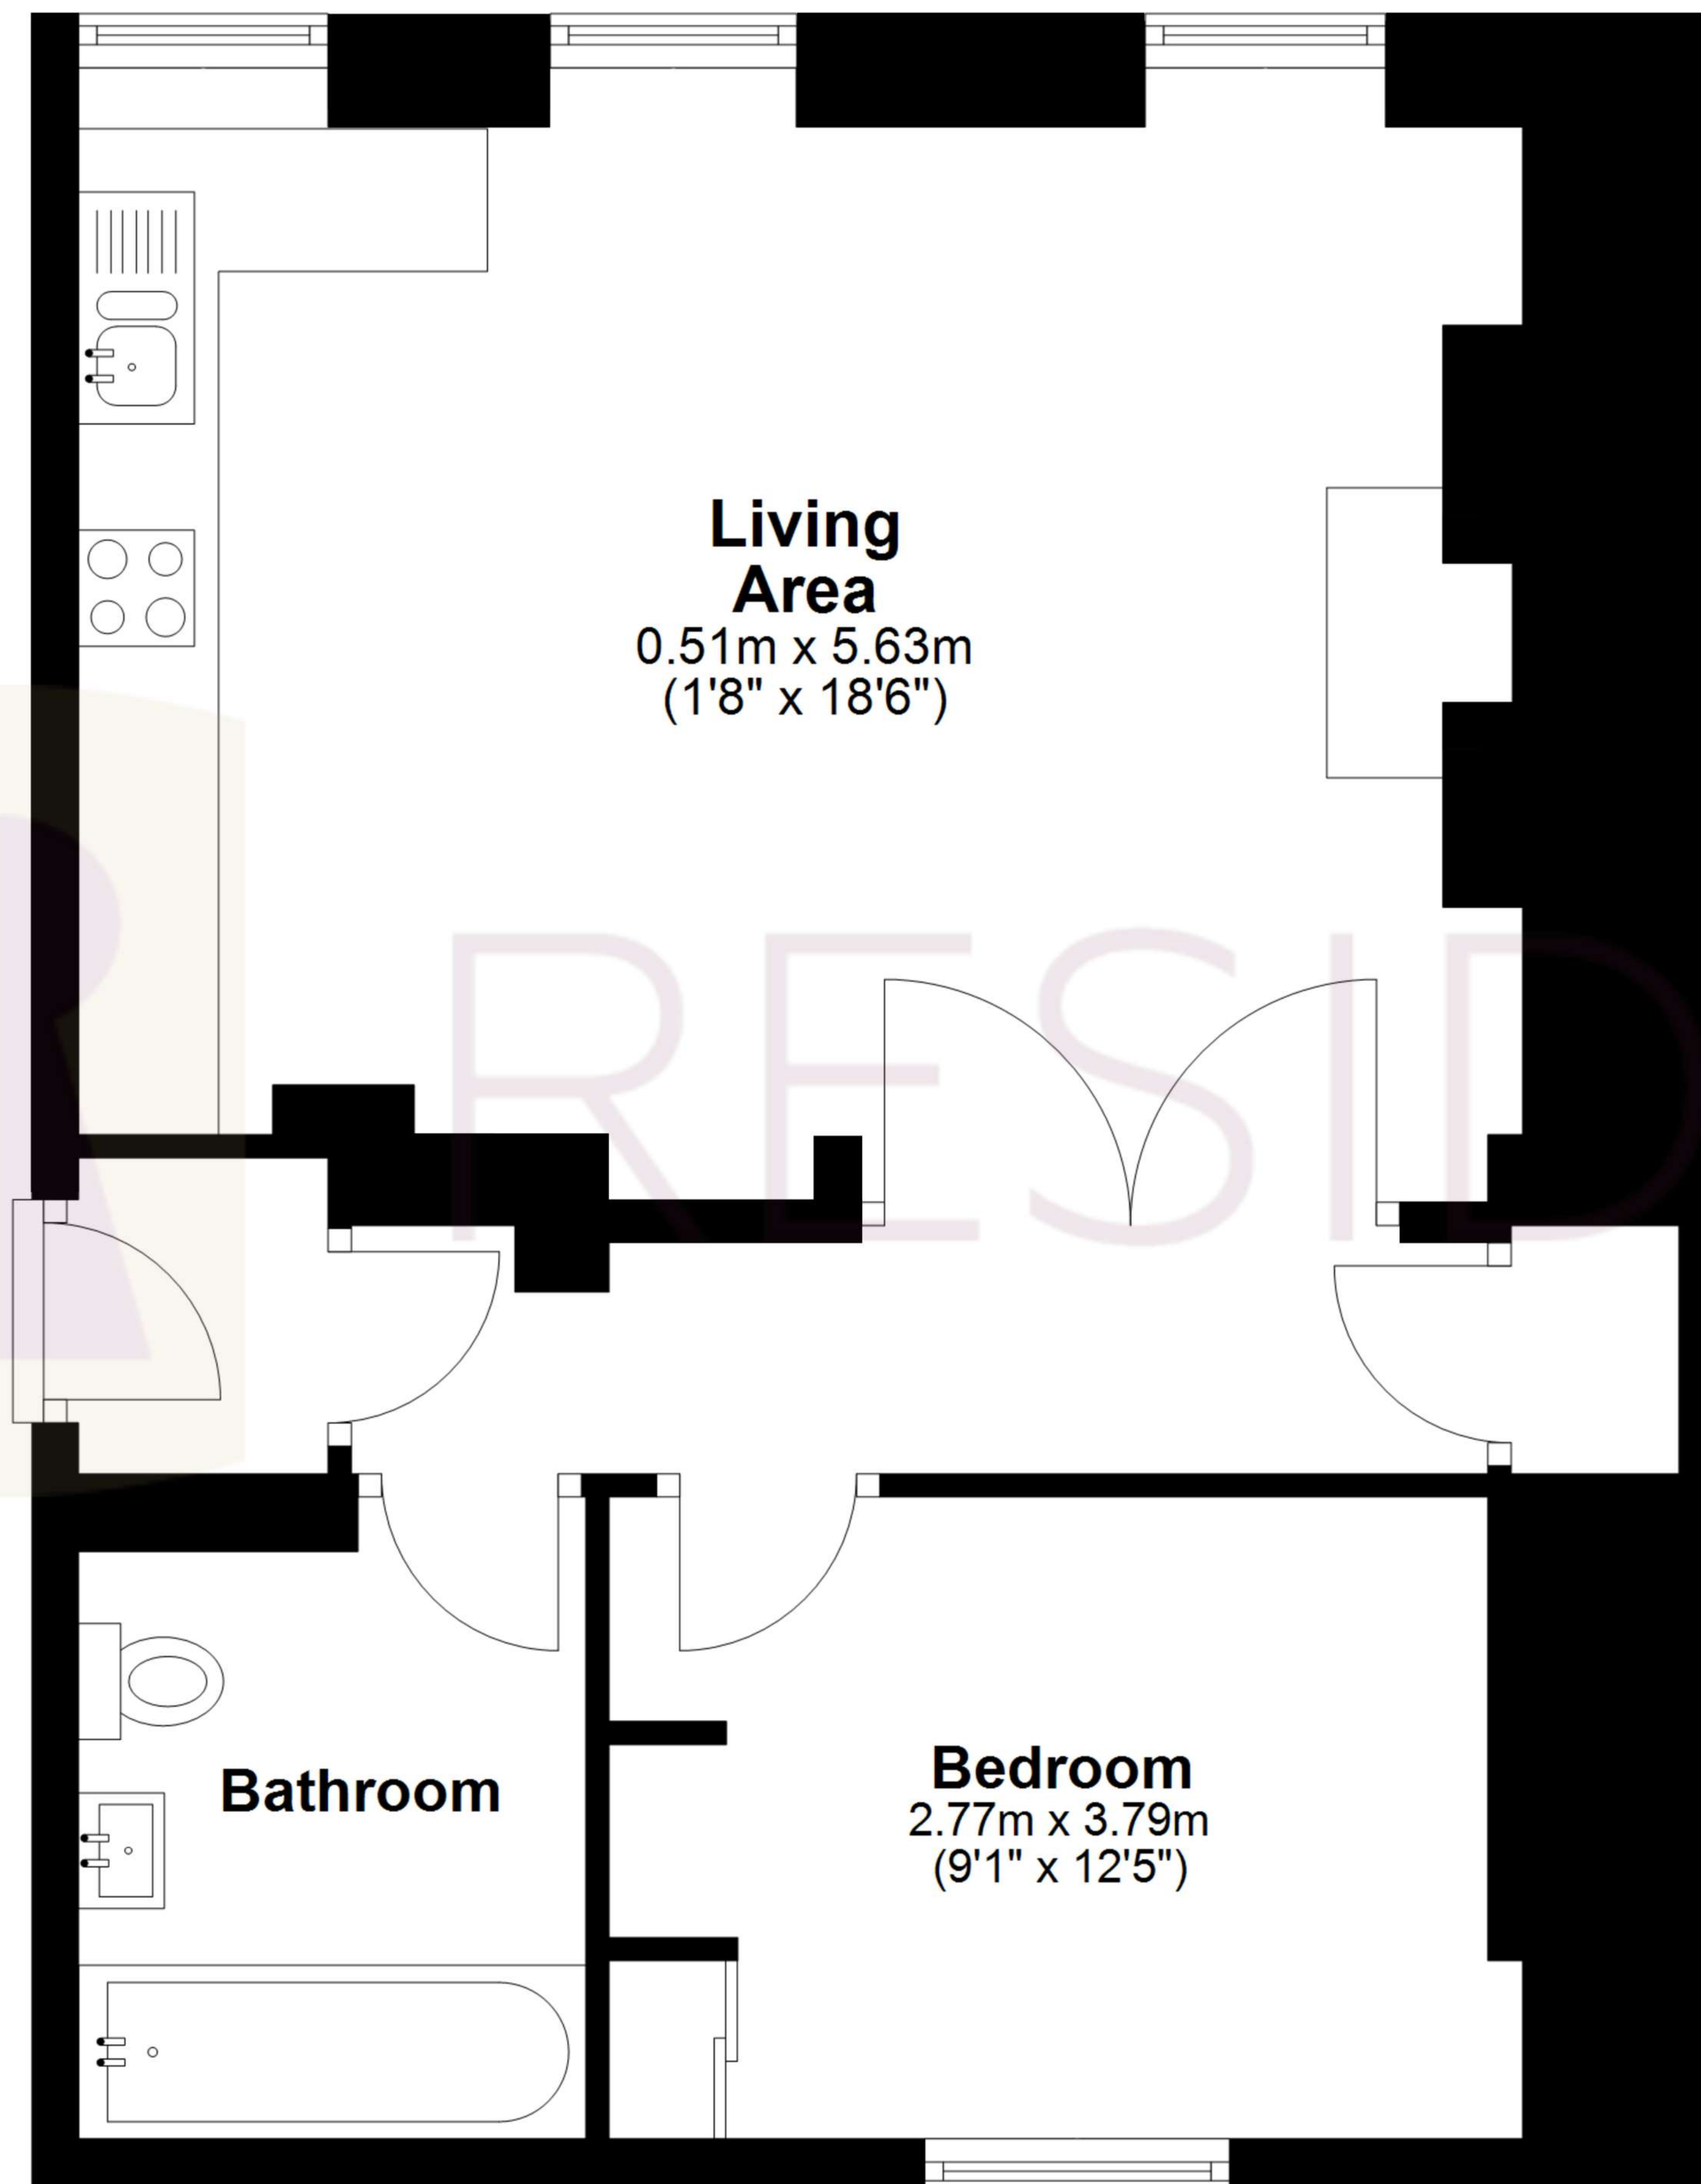 Living
Area
0.51m x 5.63m
(1'8" x 18'6")
RESID
Bathroom
Bedroom
2.77m x 3.79m
(9'1" x 12'5")